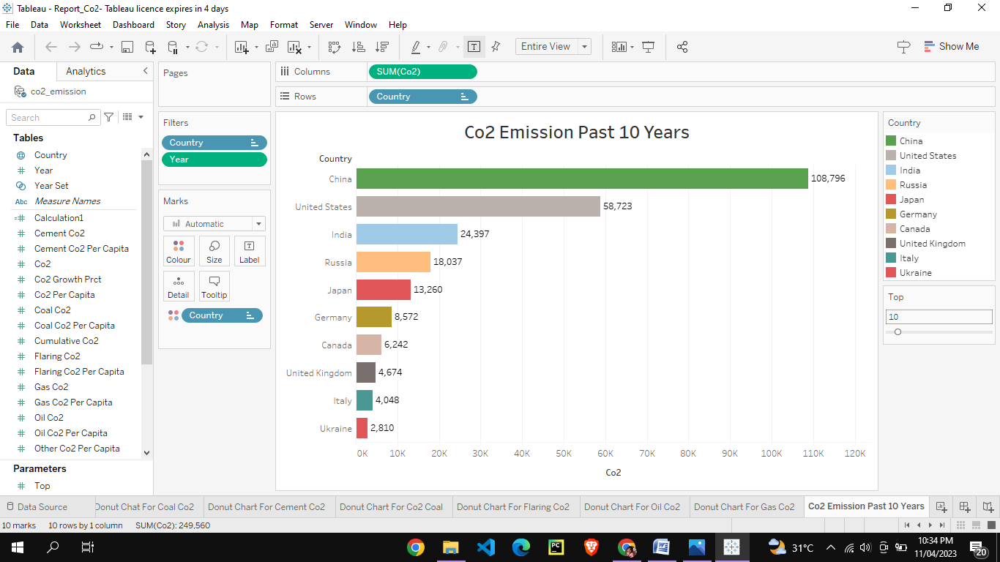 Tableau - Report_Co2- Tableau licence expires in 4 days
File Data Worksheet Dashboard Story Analysis Map Format Server Window Help
Entire View
Show Me
Data Analytics
co2_emission
Search
Tables
Country
Year
Year Set
Abc Measure Names
Calculation1
Cement Co2
Cement Co2 Per Capita
Co2
Co2 Growth Prct
Co2 Per Capita
Coal Co2
Coal Co2 Per Capita
Cumulative Co2
Flaring Co2
Flaring Co2 Per Capita
Gas Co2
Gas Co2 Per Capita
Oil Co2
Oil Co2 Per Capita
Other Co2 Per Capita
Parameters
Top
Pages
Filters
Country
Year
Marks
Automatic
Colour Size Label
Detail Tooltip
Country
Columns SUM(Co2)
Rows Country
Co2 Emission Past 10 Years
Country
China 108,796
United States 58,723
India 24,397
Russia 18,037
Japan 13,260
Germany 8,572
Canada 6,242
United Kingdom 4,674
Italy 4,048
Ukraine 2,810
0K 10K 20K 30K 40K 50K 60K 70K 80K 90K 100K 110K 120K
Co2
Country
China
United States
India
Russia
Japan
Germany
Canada
United Kingdom
Italy
Ukraine
Top
10
Data Source Donut Chat For Coal Co2 Donut Chart For Cement Co2 Donut Chart For Co2 Coal Donut Chart For Flaring Co2 Donut Chart For Oil Co2 Donut Chart For Gas Co2 Co2 Emission Past 10 Years
10 marks 10 rows by 1 column SUM(Co2): 249.560
PC
31°C
10:34 PM
11/04/2023
20